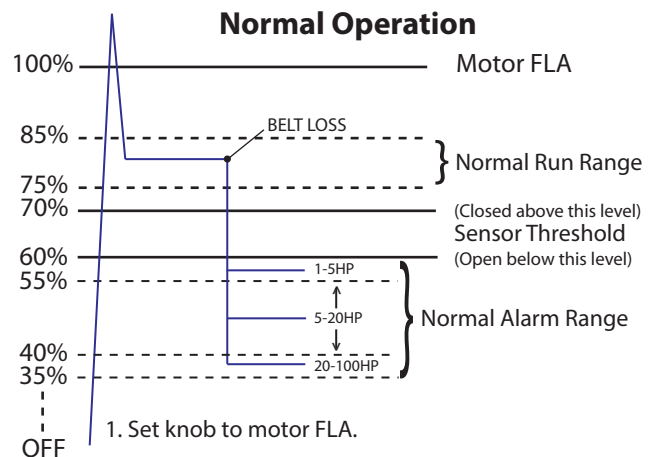 Normal Operation
100%
Motor FLA
85%
BELT LOSS
Normal Run Range
75%
70%
(Closed above this level)
Sensor Threshold
60%
(Open below this level)
1-5HP
55%
5-20HP
Normal Alarm Range
40%
20-100HP
35%
1. Set knob to motor FLA.
OFF